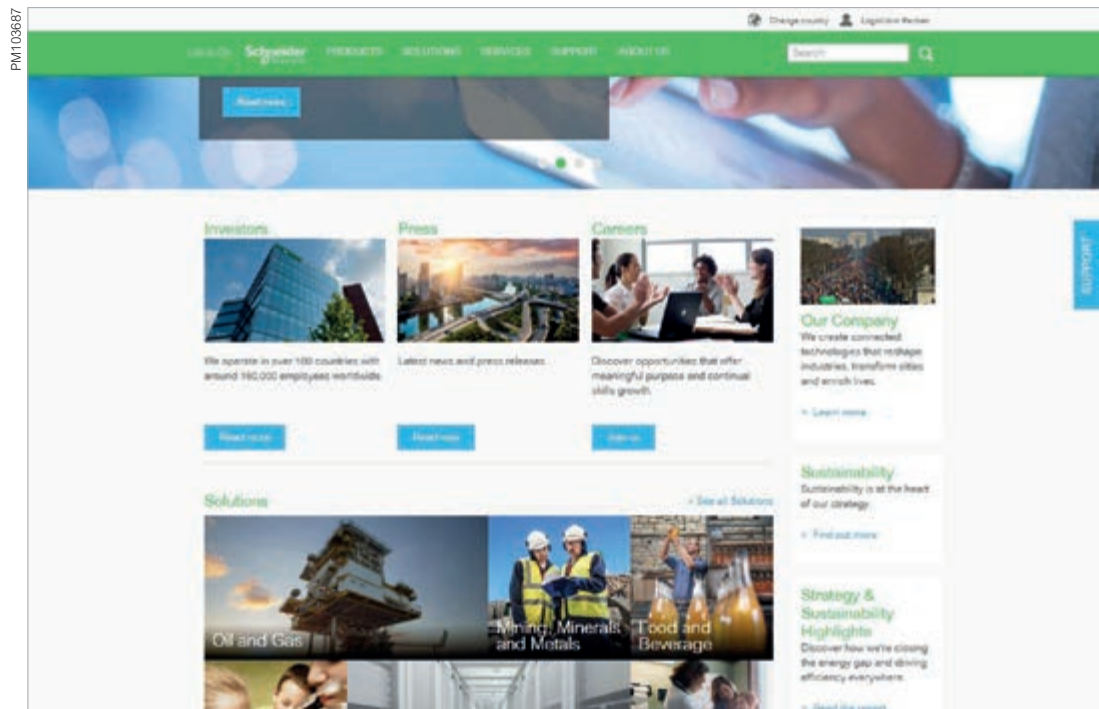 PM103687
Change country
Schneider
Electric
PRODUCTS SOLUTIONS SERVICES SUPPORT ABOUT US
Search
Read more
Investors
We operate in over 100 countries with
around 160,000 employees worldwide
Read more
Press
Latest news and press releases
Read now
Careers
Discover opportunities that offer
meaningful purpose and continual
skills growth.
Join us
Our Company
We create connected
technologies that reshape
industries, transform cities
and enrich lives.
Learn more
SUPPORT
Solutions
See all Solutions
Oil and Gas
Mining, Minerals
and Metals
Food and
Beverage
Sustainability
Sustainability is at the heart
of our strategy.
Find out more
Strategy &
Sustainability
Highlights
Discover how we're closing
the energy gap and driving
efficiency everywhere.
Read the report